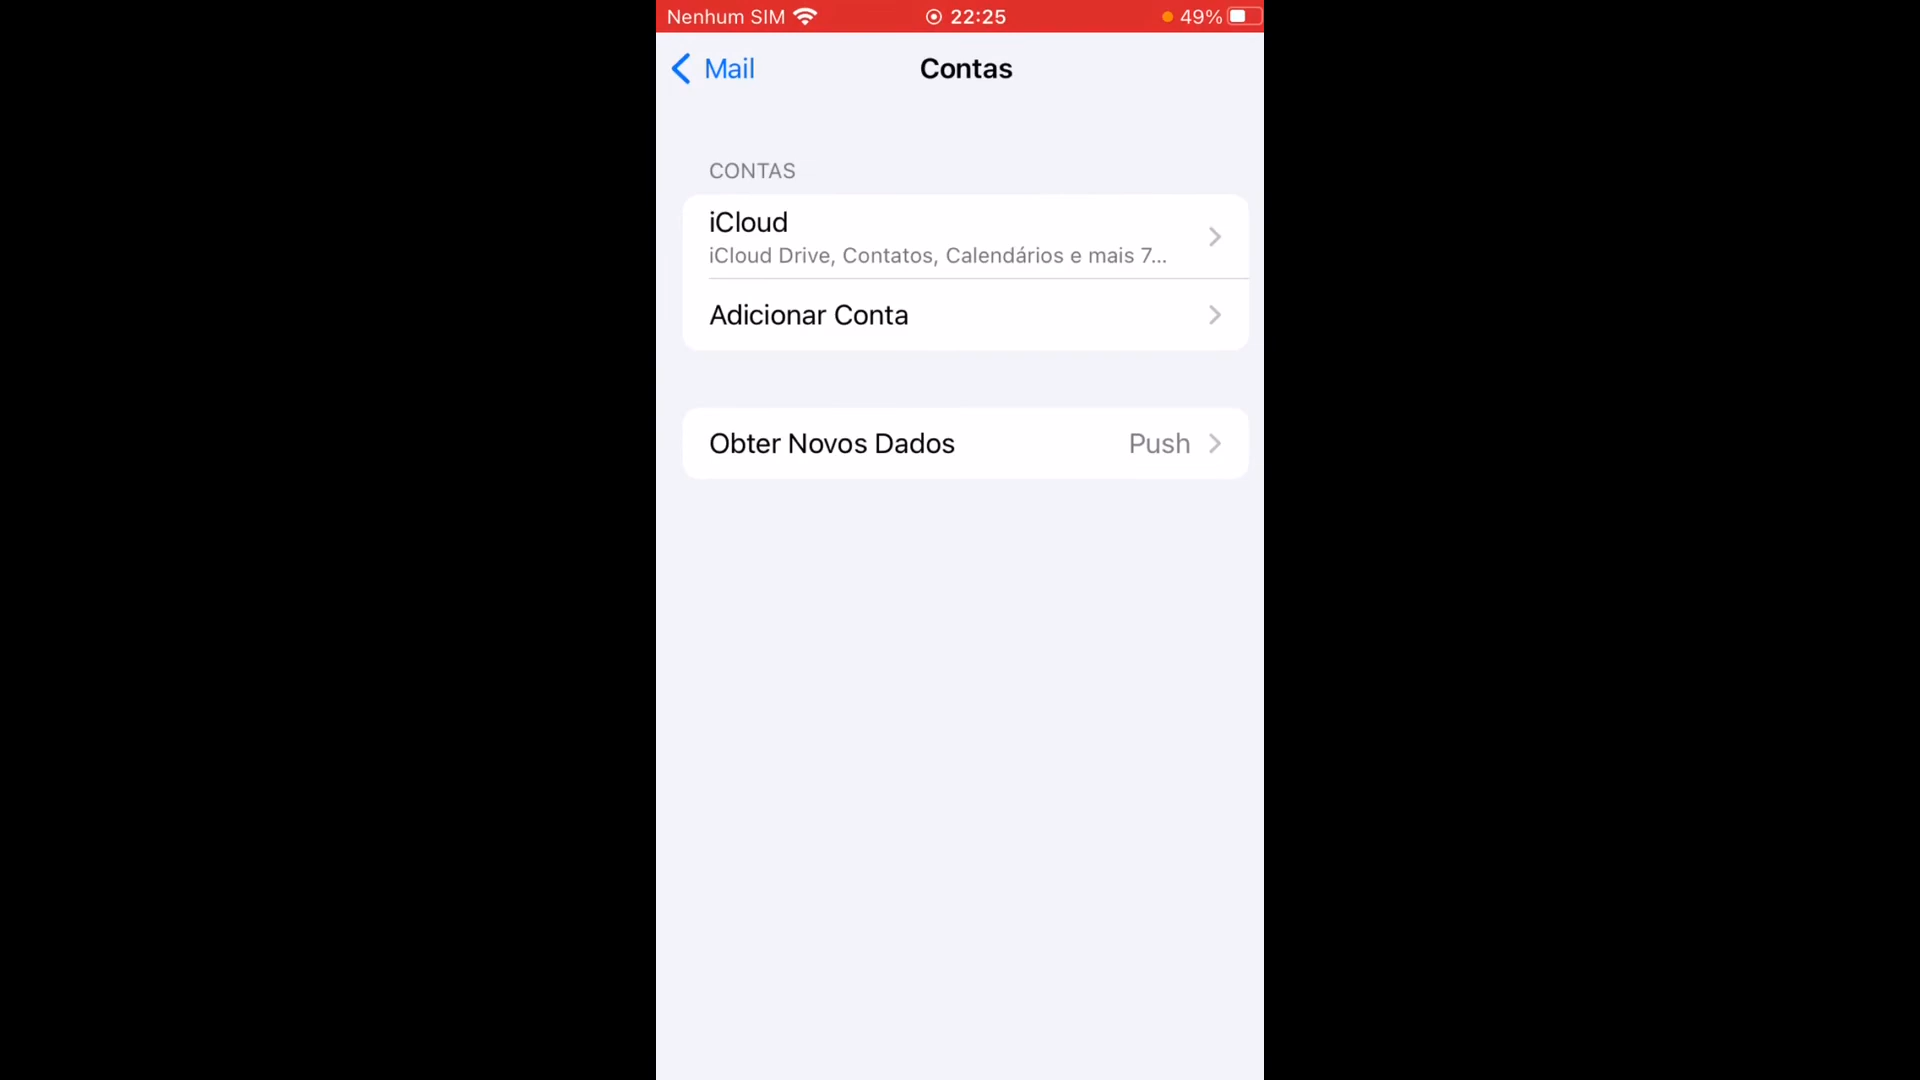 Nenhum SIM 22:25 49%
Mail Contas
CONTAS
iCloud
iCloud Drive, Contatos, Calendários e mais 7...
Adicionar Conta
Obter Novos Dados Push